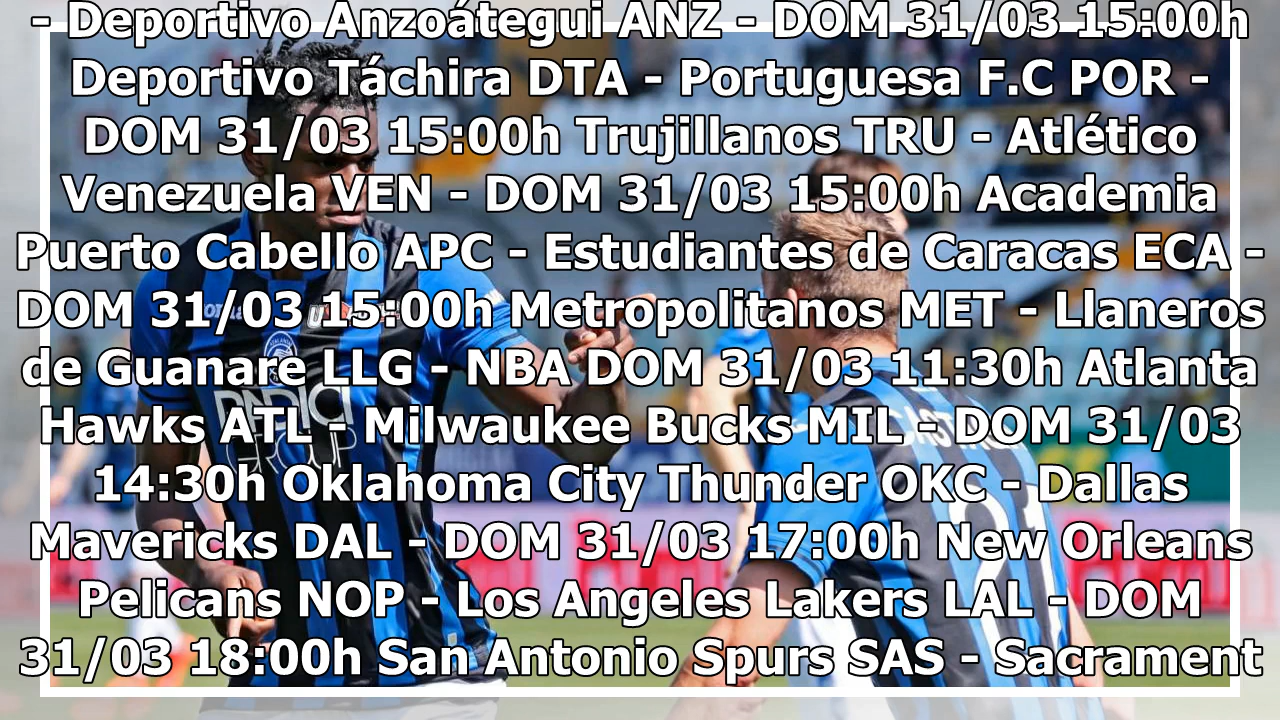 - Deportivo Anzoátegui ANZ - DOM 31/03 15:00h
Deportivo Táchira DTA - Portuguesa F.C POR -
DOM 31/03 15:00h Trujillanos TRU - Atlético
Venezuela VEN - DOM 31/03 15:00h Academia
Puerto Cabello APC - Estudiantes de Caracas ECA -
DOM 31/03 15:00h Metropolitanos MET - Llaneros
de Guanare LLG - NBA DOM 31/03 11:30h Atlanta
Hawks ATL - Milwaukee Bucks MIL - DOM 31/03
14:30h Oklahoma City Thunder OKC - Dallas
Mavericks DAL - DOM 31/03 17:00h New Orleans
Pelicans NOP - Los Angeles Lakers LAL - DOM
31/03 18:00h San Antonio Spurs SAS - Sacrament
RADICI
GROUP
21